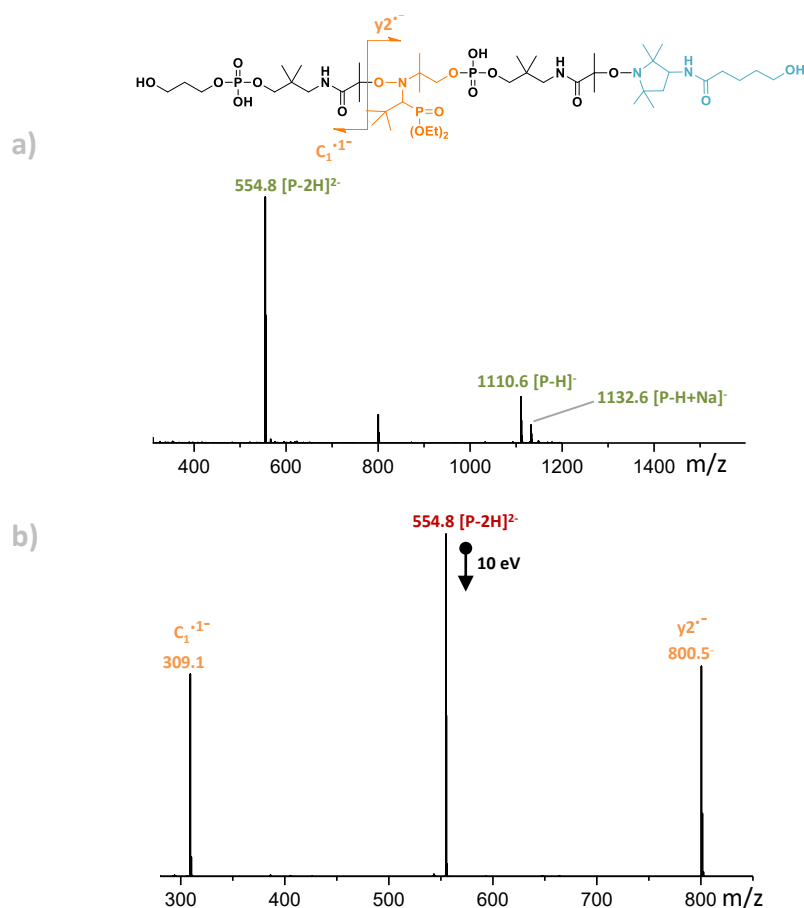 y2•−
HO O P O OH O N H O O N O P OH O O N H O O N N H O OH
P O
(OEt)2
C1•1−
a)
554.8 [P-2H]2-
1110.6 [P-H]-
1132.6 [P-H+Na]-
400 600 800 1000 1200 1400 m/z
b)
554.8 [P-2H]2-
10 eV
C1•1− y2•−
309.1 800.5-
300 400 500 600 700 800 m/z